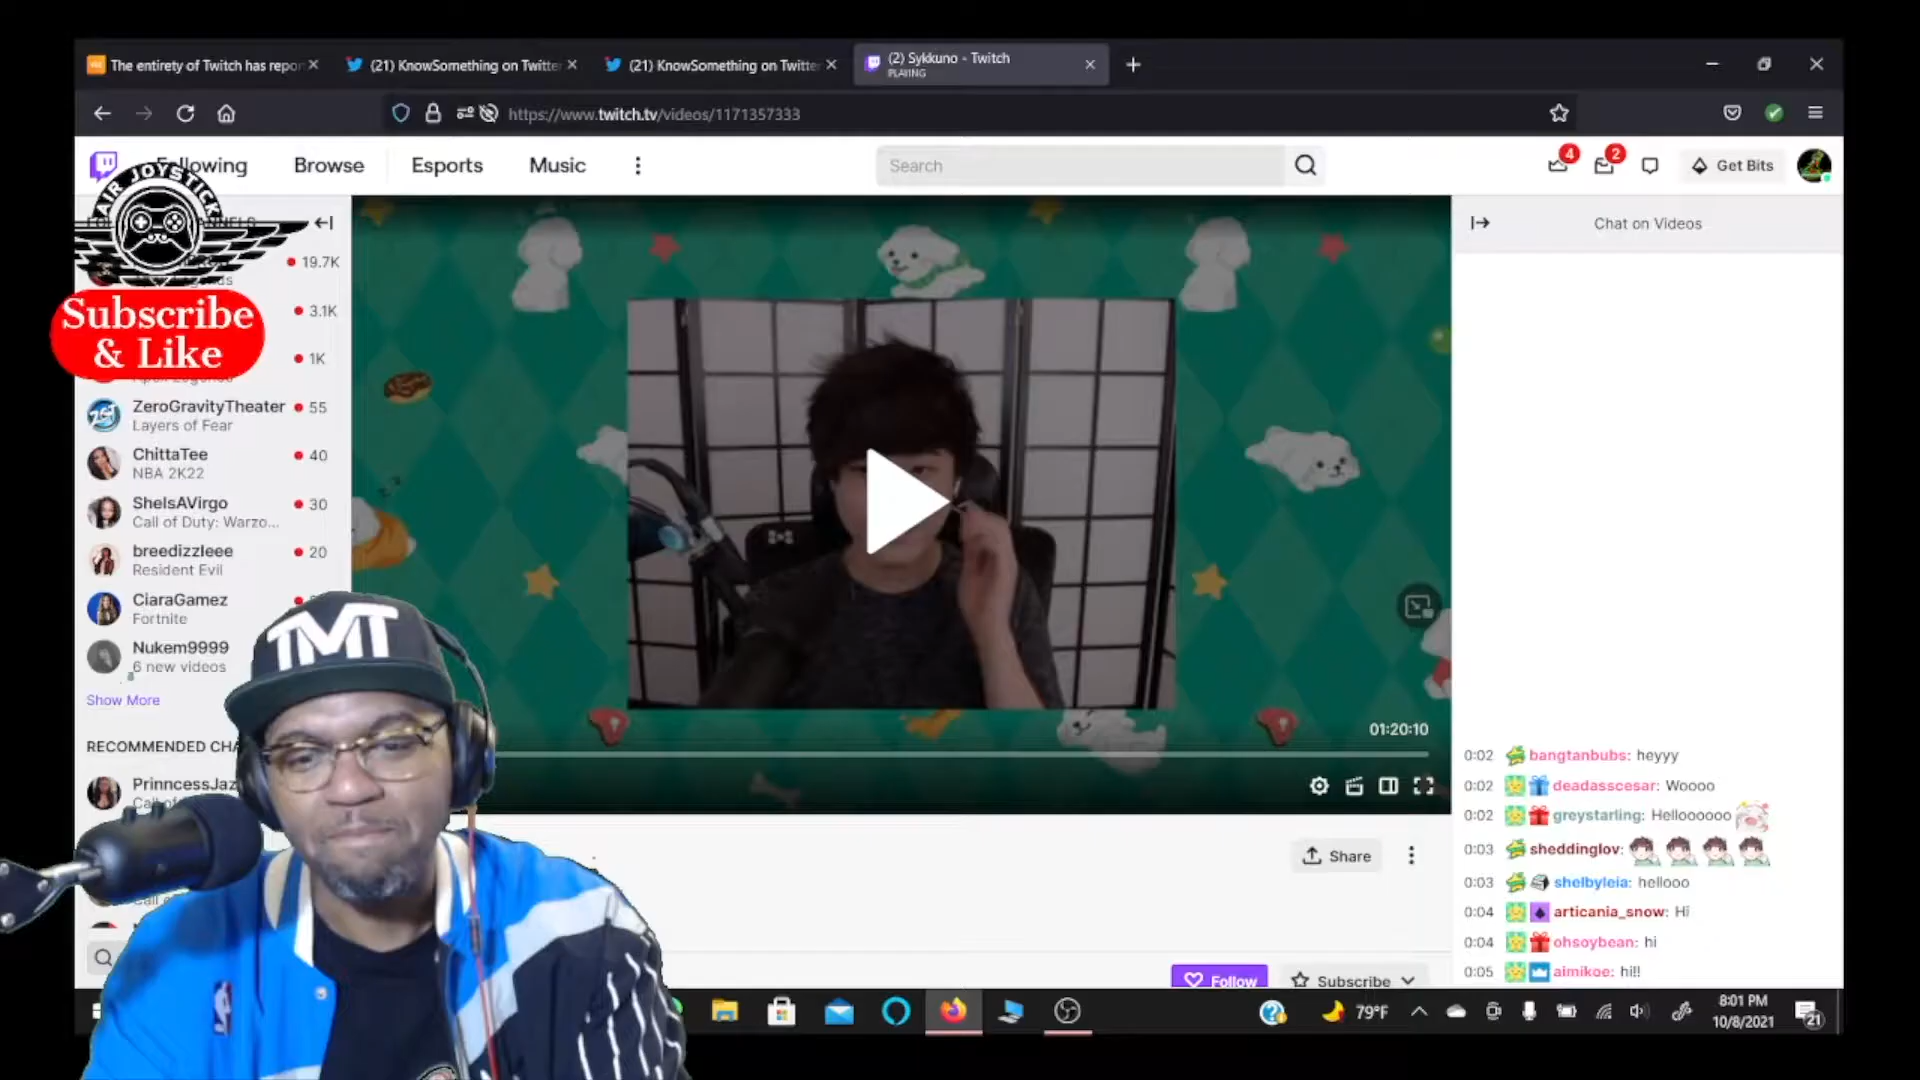 The entirety of Twitch has repor
(21) KnowSomething on Twitte
(21) KnowSomething on Twitte
(2) Sykkuno - Twitch
PLAYING
https://www.twitch.tv/videos/1171357333
Following
Browse
Esports
Music
Search
4
2
Get Bits
AIR JOYSTICK
Subscribe
& Like
19.7K
3.1K
1K
ZeroGravityTheater
55
Layers of Fear
ChittaTee
40
NBA 2K22
SheIsAVirgo
30
Call of Duty: Warzo...
breedizzleee
20
Resident Evil
CiaraGamez
Fortnite
Nukem9999
6 new videos
Show More
RECOMMENDED CHA
PrinncessJaz
Call of
TMT
01:20:10
Share
Follow
Subscribe
Chat on Videos
0:02 bangtanbubs: heyyy
0:02 deadasscesar: Woooo
0:02 greystarling: Helloooooo
0:03 sheddinglov:
0:03 shelbyleia: hellooo
0:04 articania_snow: Hi
0:04 ohsoybean: hi
0:05 aimikoe: hi!!
79°F
8:01 PM
10/8/2021
21